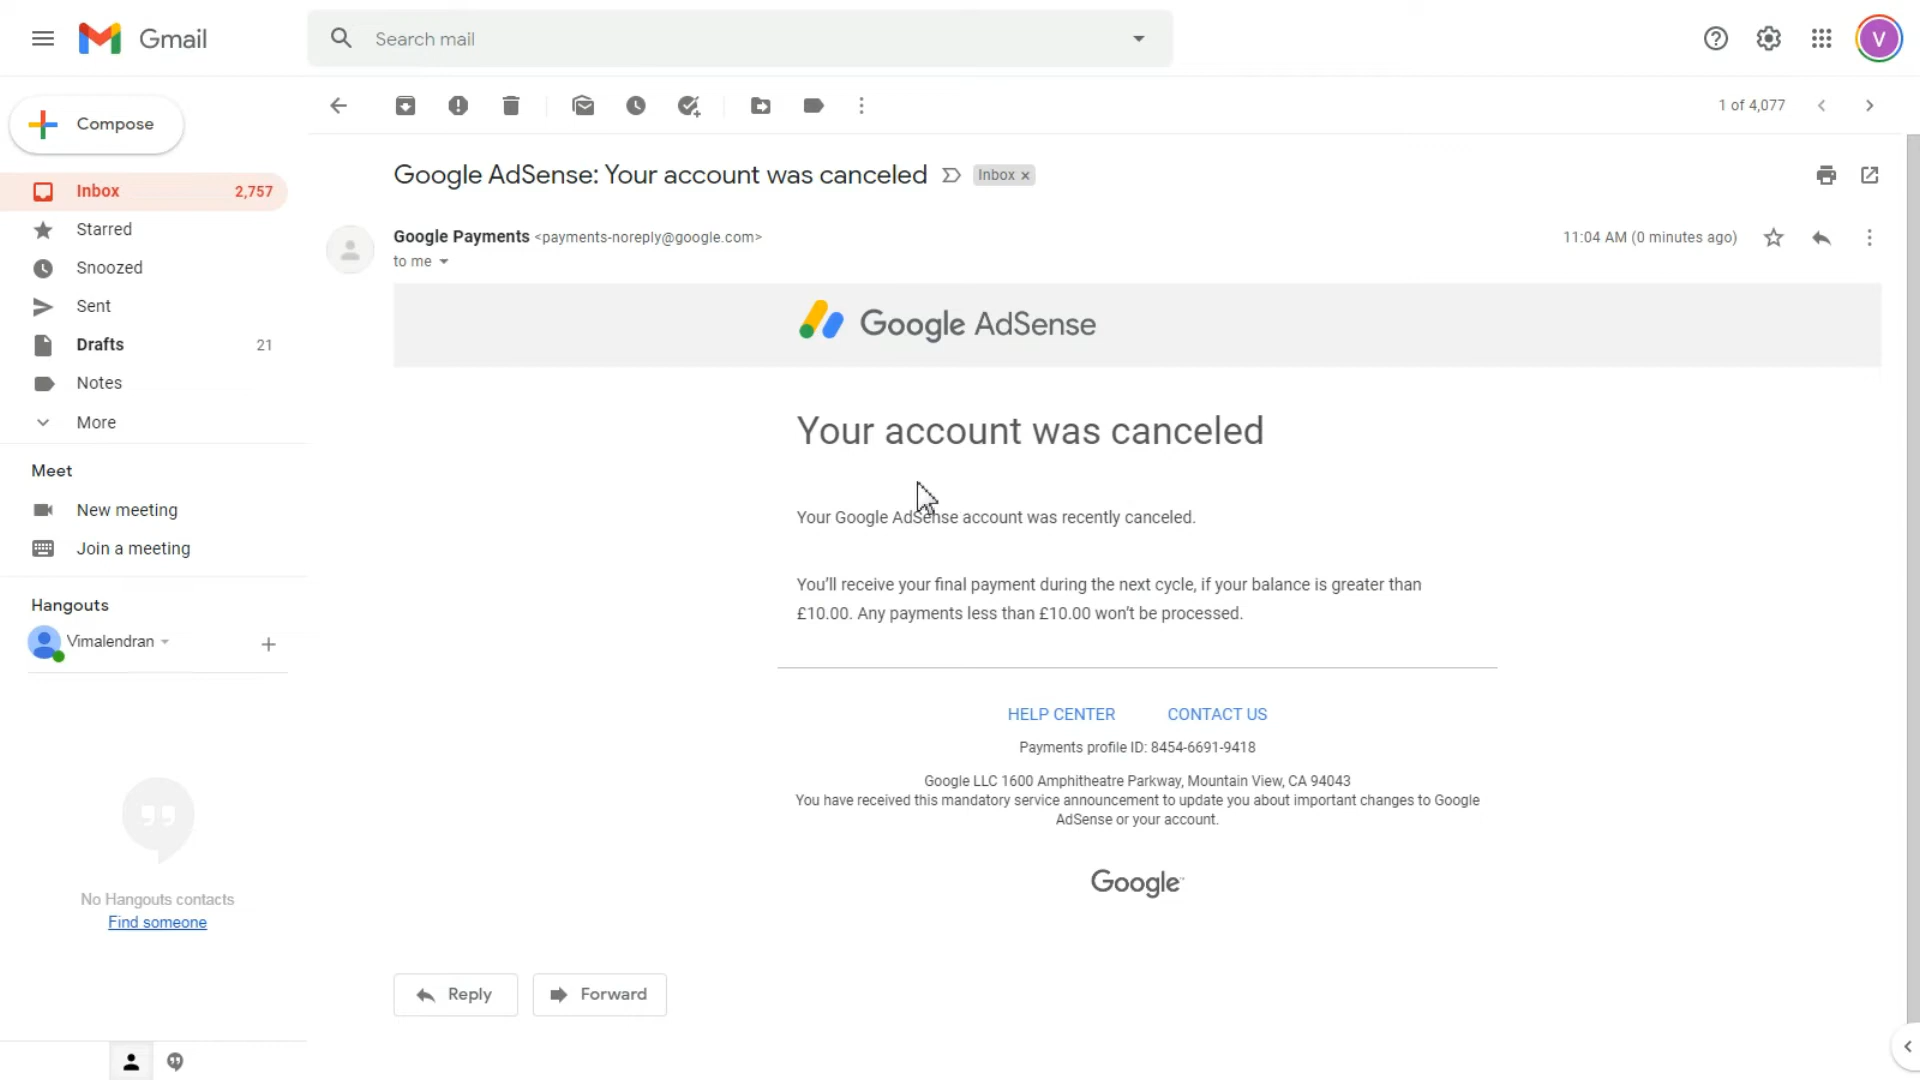 Gmail
Search mail
V
Compose
1 of 4,077
Google AdSense: Your account was canceled
Inbox x
Inbox 2,757
Starred
Snoozed
Sent
Drafts 21
Notes
More
Meet
New meeting
Join a meeting
Hangouts
Vimalendran
No Hangouts contacts
Find someone
Google Payments <payments-noreply@google.com>
11:04 AM (0 minutes ago)
to me
Google AdSense
Your account was canceled
Your Google AdSense account was recently canceled.
You'll receive your final payment during the next cycle, if your balance is greater than
£10.00. Any payments less than £10.00 won't be processed.
HELP CENTER CONTACT US
Payments profile ID: 8454-6691-9418
Google LLC 1600 Amphitheatre Parkway, Mountain View, CA 94043
You have received this mandatory service announcement to update you about important changes to Google
AdSense or your account.
Google
Reply
Forward